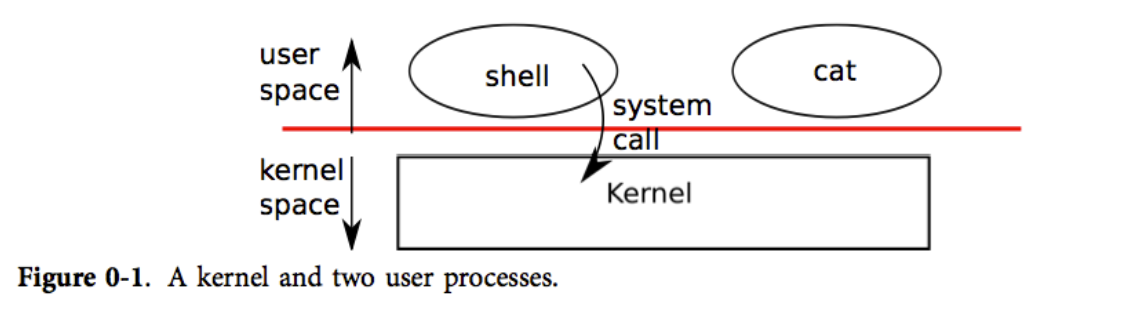 user
space
shell
cat
system
call
kernel
space
Kernel
Figure 0-1. A kernel and two user processes.